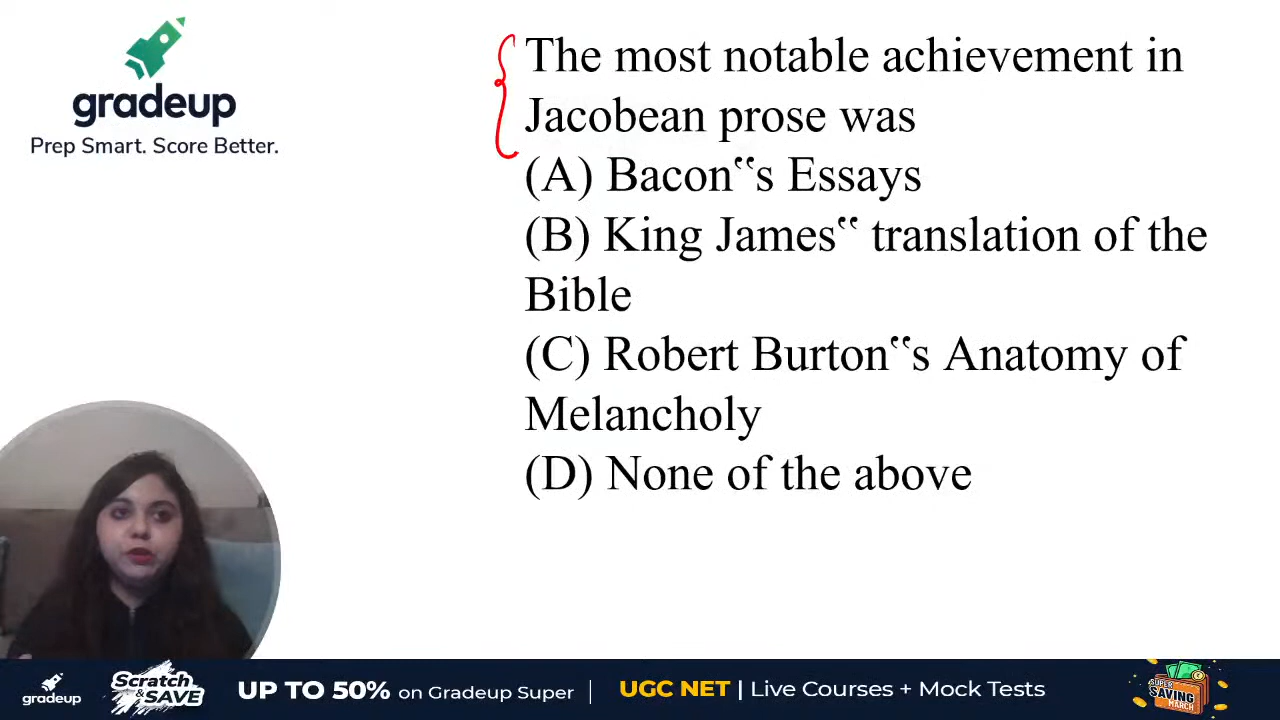 gradeup
Prep Smart. Score Better.
The most notable achievement in
Jacobean prose was
(A) Bacon‟s Essays
(B) King James‟ translation of the
Bible
(C) Robert Burton‟s Anatomy of
Melancholy
(D) None of the above
gradeup
Scratch & SAVE
UP TO 50% on Gradeup Super | UGC NET | Live Courses + Mock Tests
SUPER
SAVING
MARCH